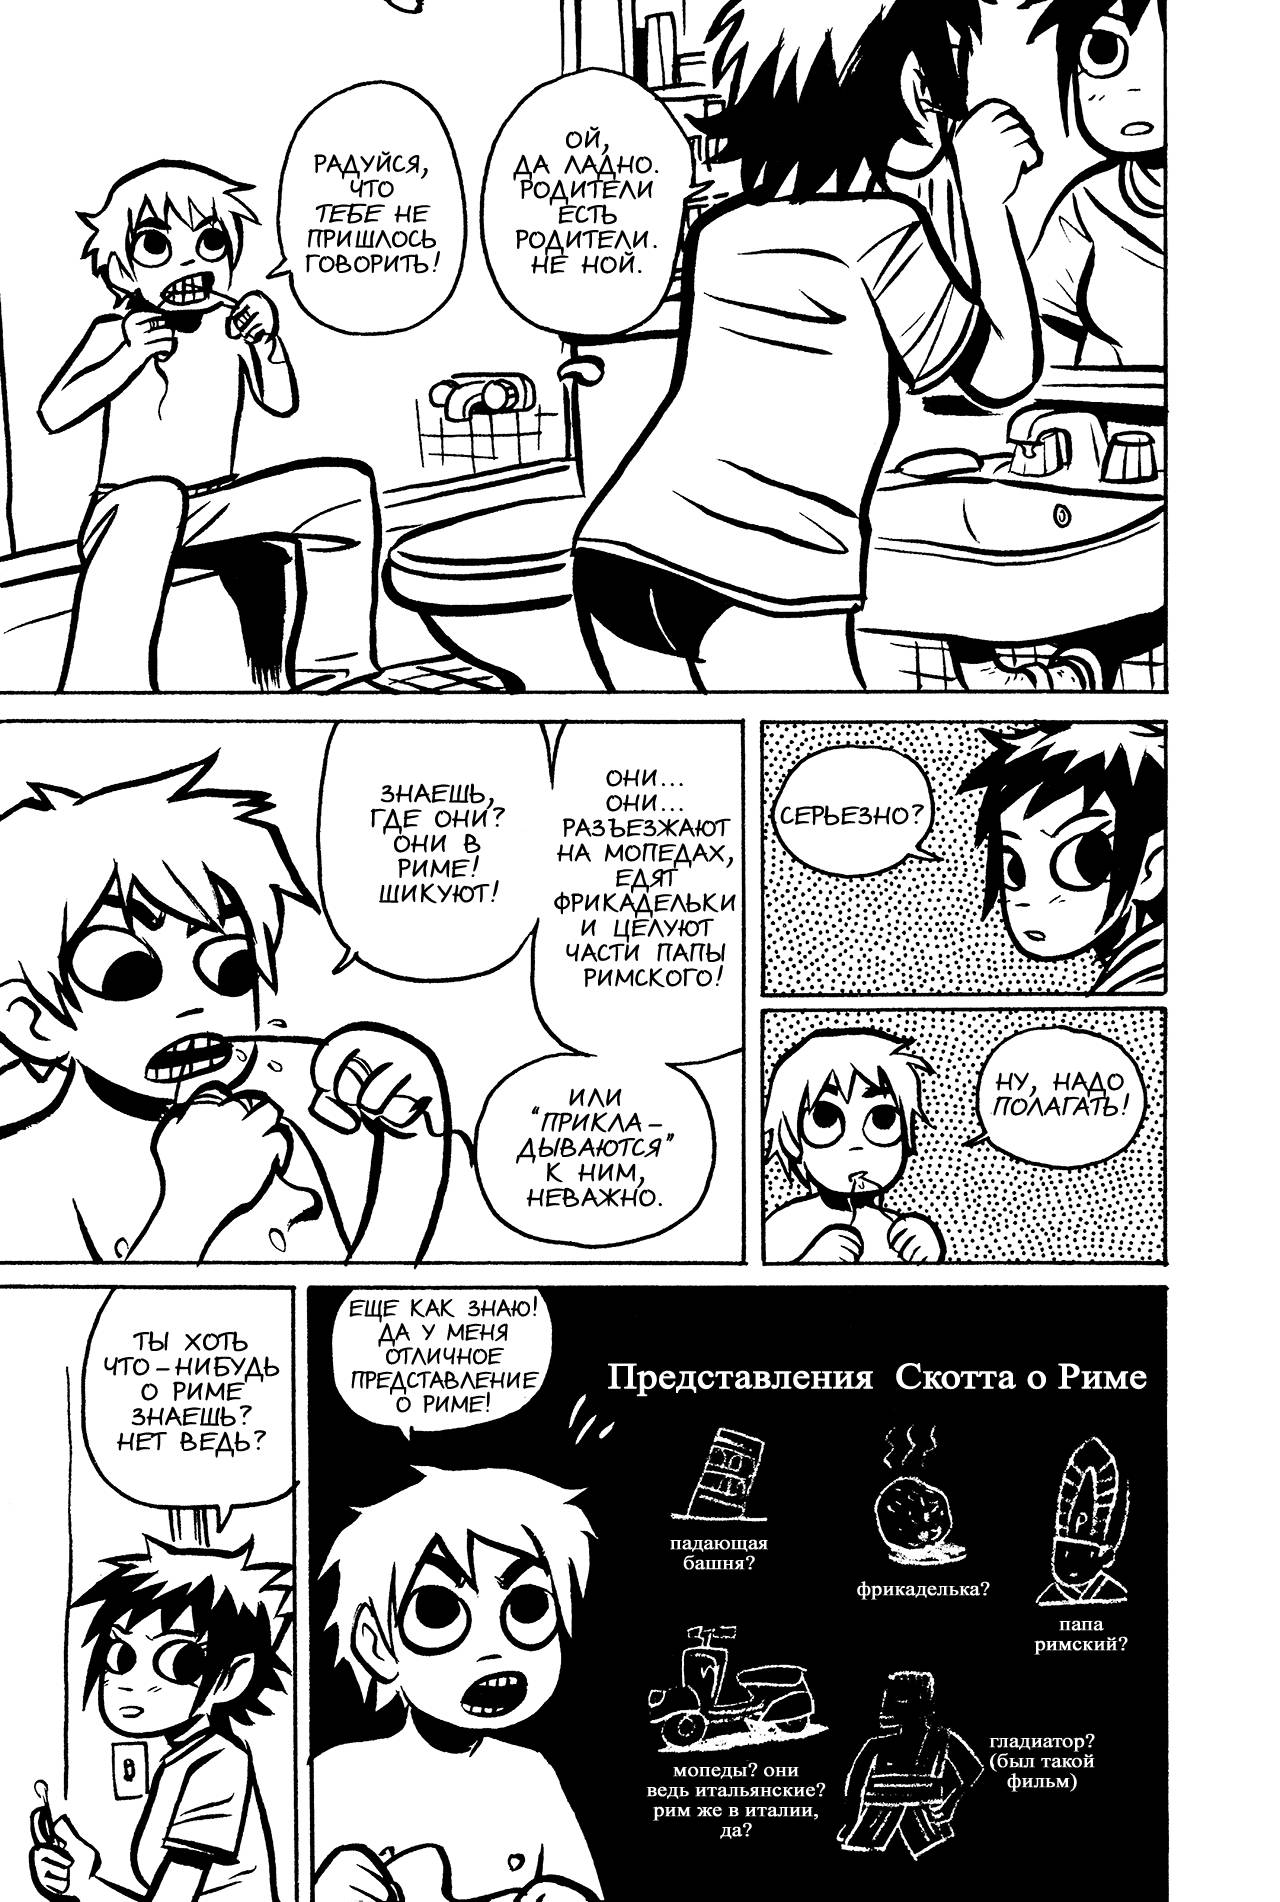 РАДУЙСЯ,
ЧТО
ТЕБЕ НЕ
ПРИШЛОСЬ
ГОВОРИТЬ!
ОЙ,
ДА ЛАДНО.
РОДИТЕЛИ
ЕСТЬ
РОДИТЕЛИ.
НЕ НОЙ.
ЗНАЕШЬ,
ГДЕ ОНИ?
ОНИ В
РИМЕ!
ШИКУЮТ!
ОНИ...
ОНИ...
РАЗЪЕЗЖАЮТ
НА МОПЕДАХ,
ЕДЯТ
ФРИКАДЕЛЬКИ
И ЦЕЛУЮТ
ЧАСТИ ПАПЫ
РИМСКОГО!
ИЛИ
"ПРИКЛА-
ДЫВАЮТСЯ"
К НИМ,
НЕВАЖНО.
СЕРЬЕЗНО?
НУ, НАДО
ПОЛАГАТЬ!
ТЫ ХОТЬ
ЧТО-НИБУДЬ
О РИМЕ
ЗНАЕШЬ?
НЕТ ВЕДЬ?
ЕЩЕ КАК ЗНАЮ!
ДА У МЕНЯ
ОТЛИЧНОЕ
ПРЕДСТАВЛЕНИЕ
О РИМЕ!
Представления Скотта о Риме
падающая
башня?
фрикаделька?
P
папа
римский?
мопеды? они
ведь итальянские?
рим же в италии,
да?
гладиатор?
(был такой
фильм)